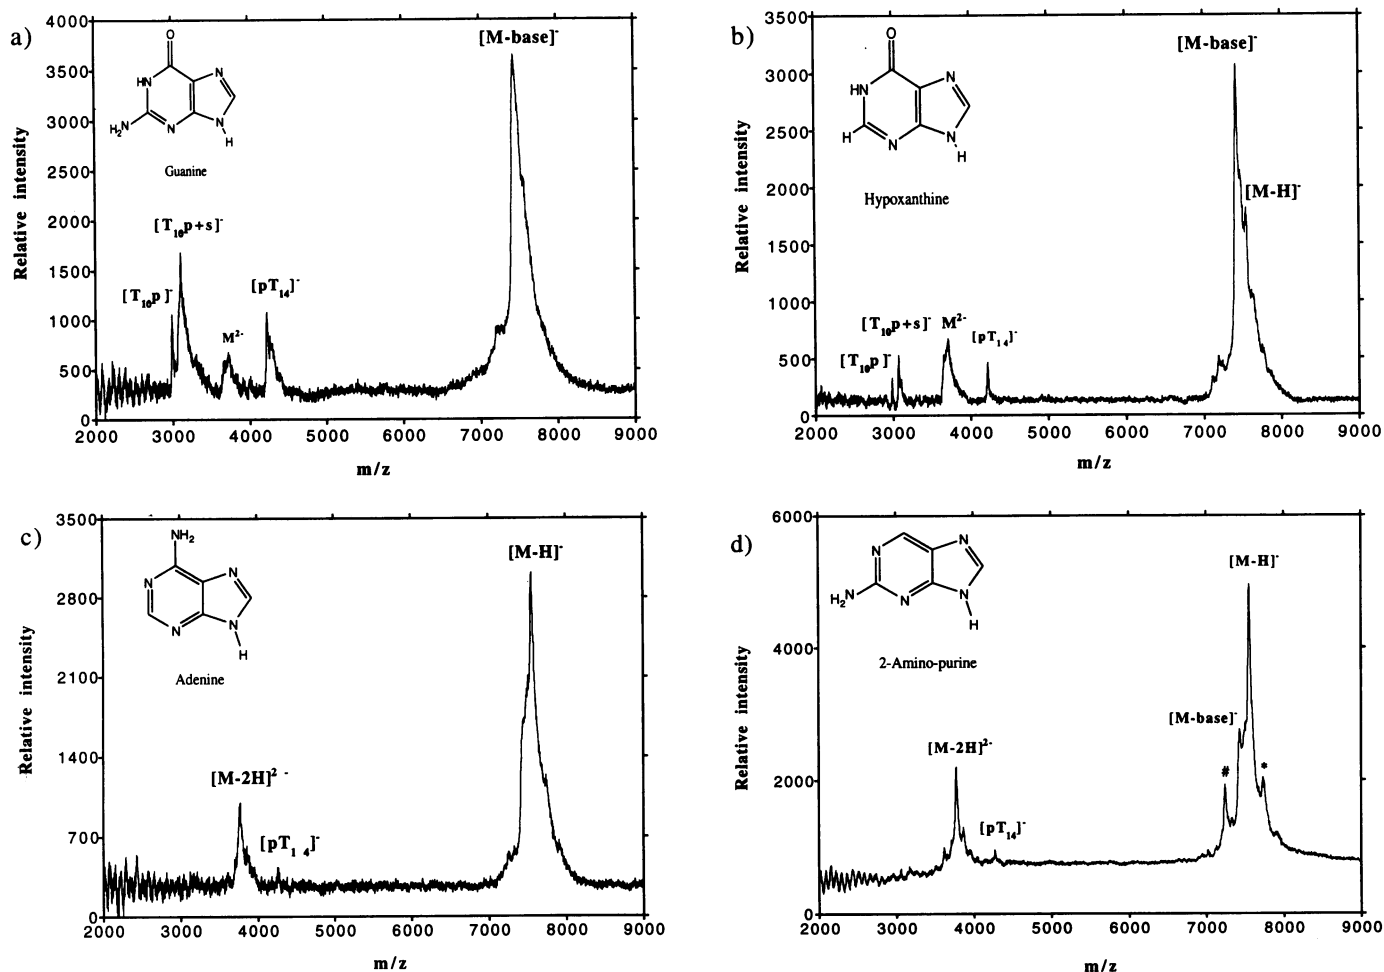 a)
Relative intensity
4000
3500
3000
2500
2000
1500
1000
500
0
O
HN
N
H₂N
N
N
H
Guanine
[T₁₀p+s]⁻
[T₁₀p]⁻
M²⁻
[pT₁₄]⁻
[M-base]⁻
2000 3000 4000 5000 6000 7000 8000 9000
m/z
b)
Relative intensity
3500
3000
2500
2000
1500
1000
500
0
O
HN
N
H
N
N
H
Hypoxanthine
[T₁₀p+s]⁻
[T₁₀p]⁻
M²⁻
[pT₁₄]⁻
[M-base]⁻
[M-H]⁻
2000 3000 4000 5000 6000 7000 8000 9000
m/z
c)
Relative intensity
3500
2800
2100
1400
700
0
NH₂
N
N
N
N
H
Adenine
[M-2H]²⁻
[pT₁₄]⁻
[M-H]⁻
2000 3000 4000 5000 6000 7000 8000 9000
m/z
d)
Relative intensity
6000
4000
2000
0
N
N
H₂N
N
N
H
2-Amino-purine
[M-2H]²⁻
[pT₁₄]⁻
[M-base]⁻
#
[M-H]⁻
*
2000 3000 4000 5000 6000 7000 8000 9000
m/z